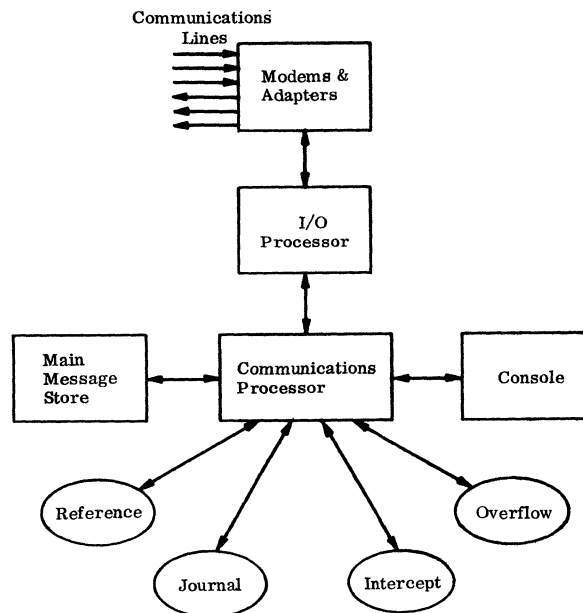 Communications
Lines
Modems &
Adapters
I/O
Processor
Main
Message
Store
Communications
Processor
Console
Reference
Overflow
Journal
Intercept